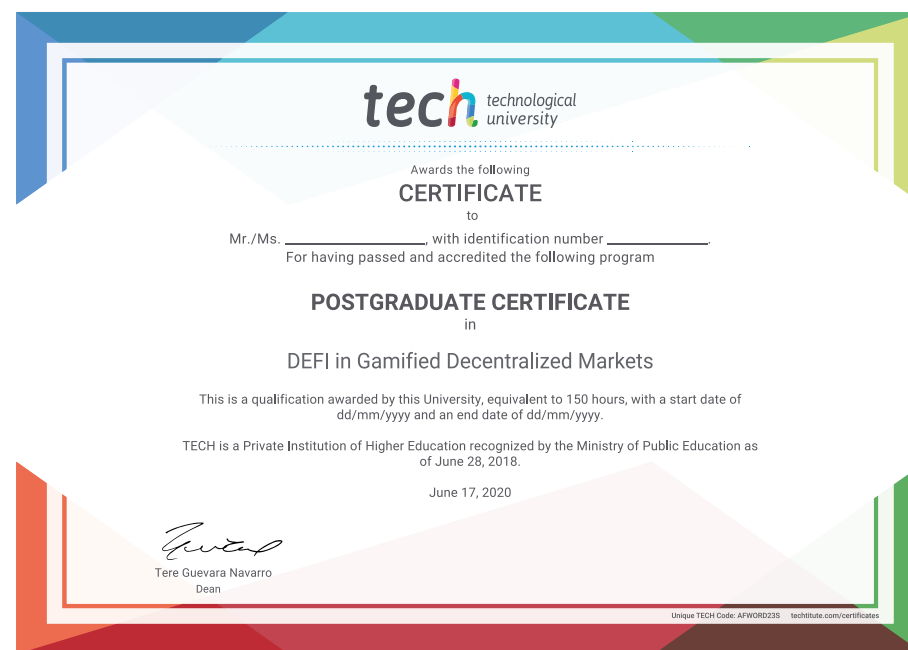 tech technological
university
Awards the following
CERTIFICATE
to
Mr./Ms. ____________________, with identification number ______________.
For having passed and accredited the following program
POSTGRADUATE CERTIFICATE
in
DEFI in Gamified Decentralized Markets
This is a qualification awarded by this University, equivalent to 150 hours, with a start date of
dd/mm/yyyy and an end date of dd/mm/yyyy.
TECH is a Private Institution of Higher Education recognized by the Ministry of Public Education as
of June 28, 2018.
June 17, 2020
Tere Guevara Navarro
Dean
Unique TECH Code: AFWORD23S techtitute.com/certificates